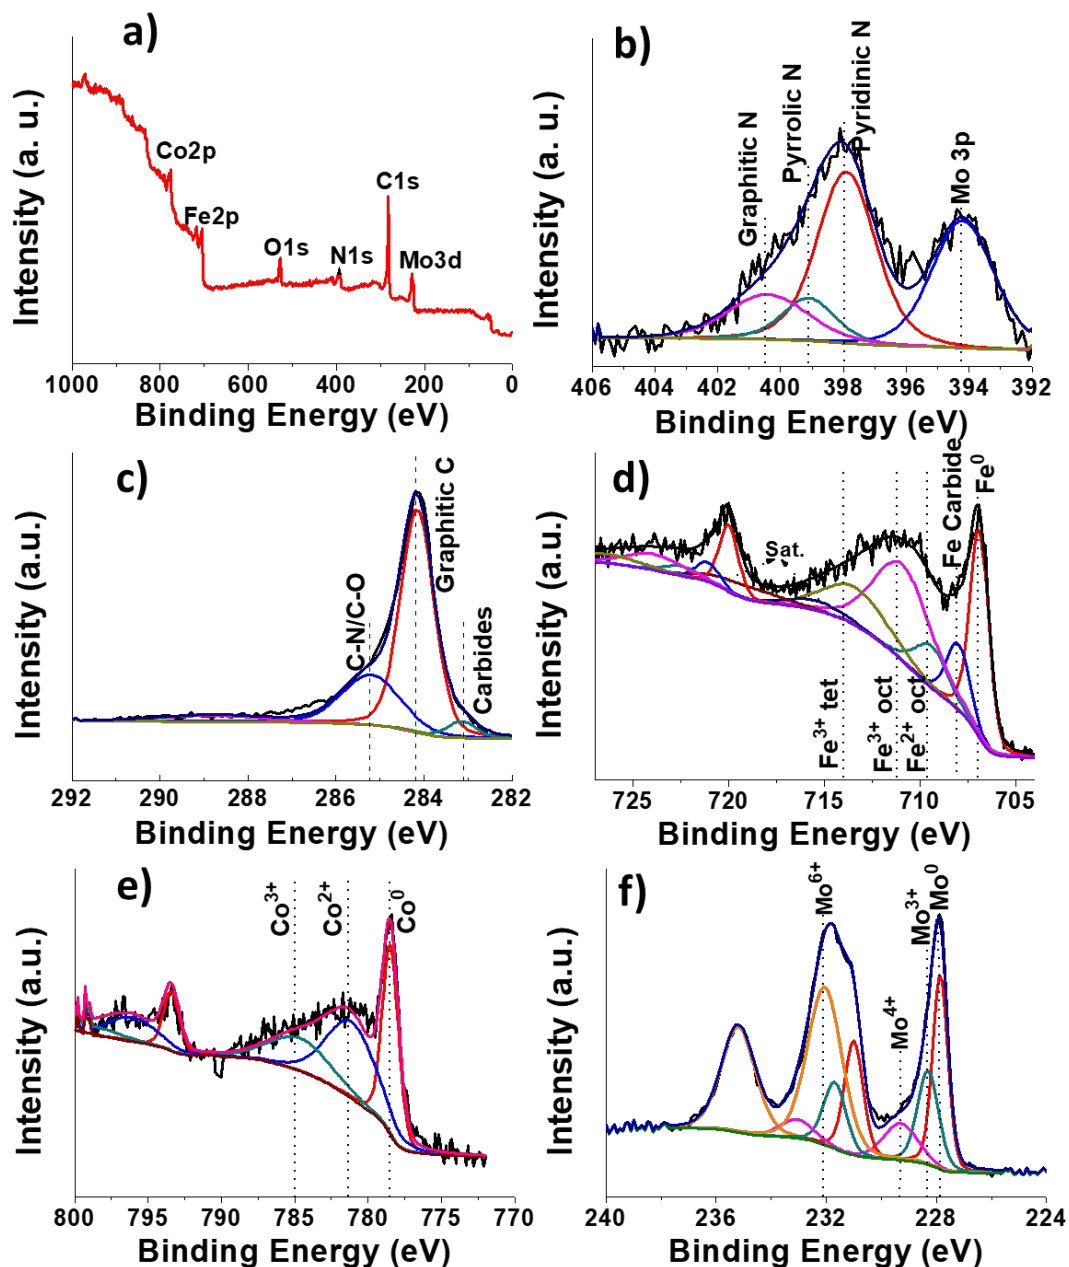 a)
Intensity (a. u.)
Co2p
Fe2p
O1s
N1s
C1s
Mo3d
1000 800 600 400 200 0
Binding Energy (eV)
b)
Intensity (a. u.)
Graphitic N
Pyrrolic N
Pyridinic N
Mo 3p
406 404 402 400 398 396 394 392
Binding Energy (eV)
c)
Intensity (a.u.)
C-N/C-O
Graphitic C
Carbides
292 290 288 286 284 282
Binding Energy (eV)
d)
Intensity (a.u.)
Sat.
Fe³⁺ tet
Fe³⁺ oct
Fe²⁺ oct
Fe Carbide
Fe⁰
725 720 715 710 705
Binding Energy (eV)
e)
Intensity (a.u.)
Co³⁺
Co²⁺
Co⁰
800 795 790 785 780 775 770
Binding Energy (eV)
f)
Intensity (a.u.)
Mo⁶⁺
Mo⁴⁺
Mo³⁺
Mo⁰
240 236 232 228 224
Binding Energy (eV)